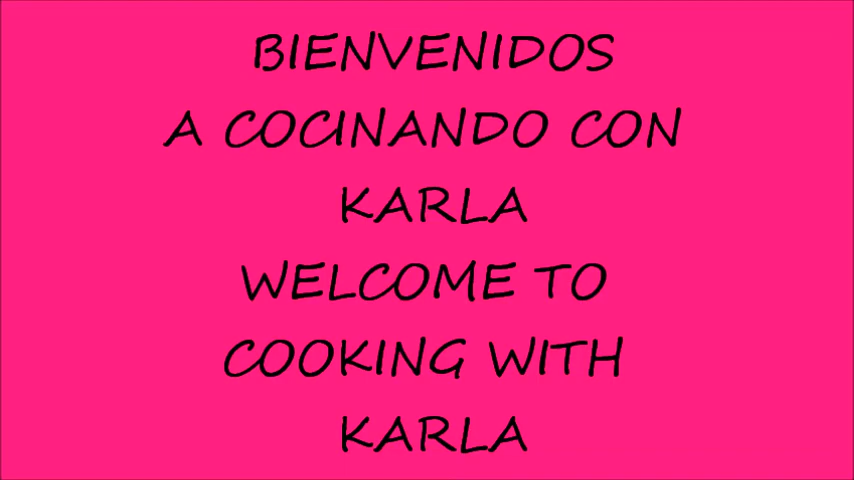 BIENVENIDOS
A COCINANDO CON
KARLA
WELCOME TO
COOKING WITH
KARLA